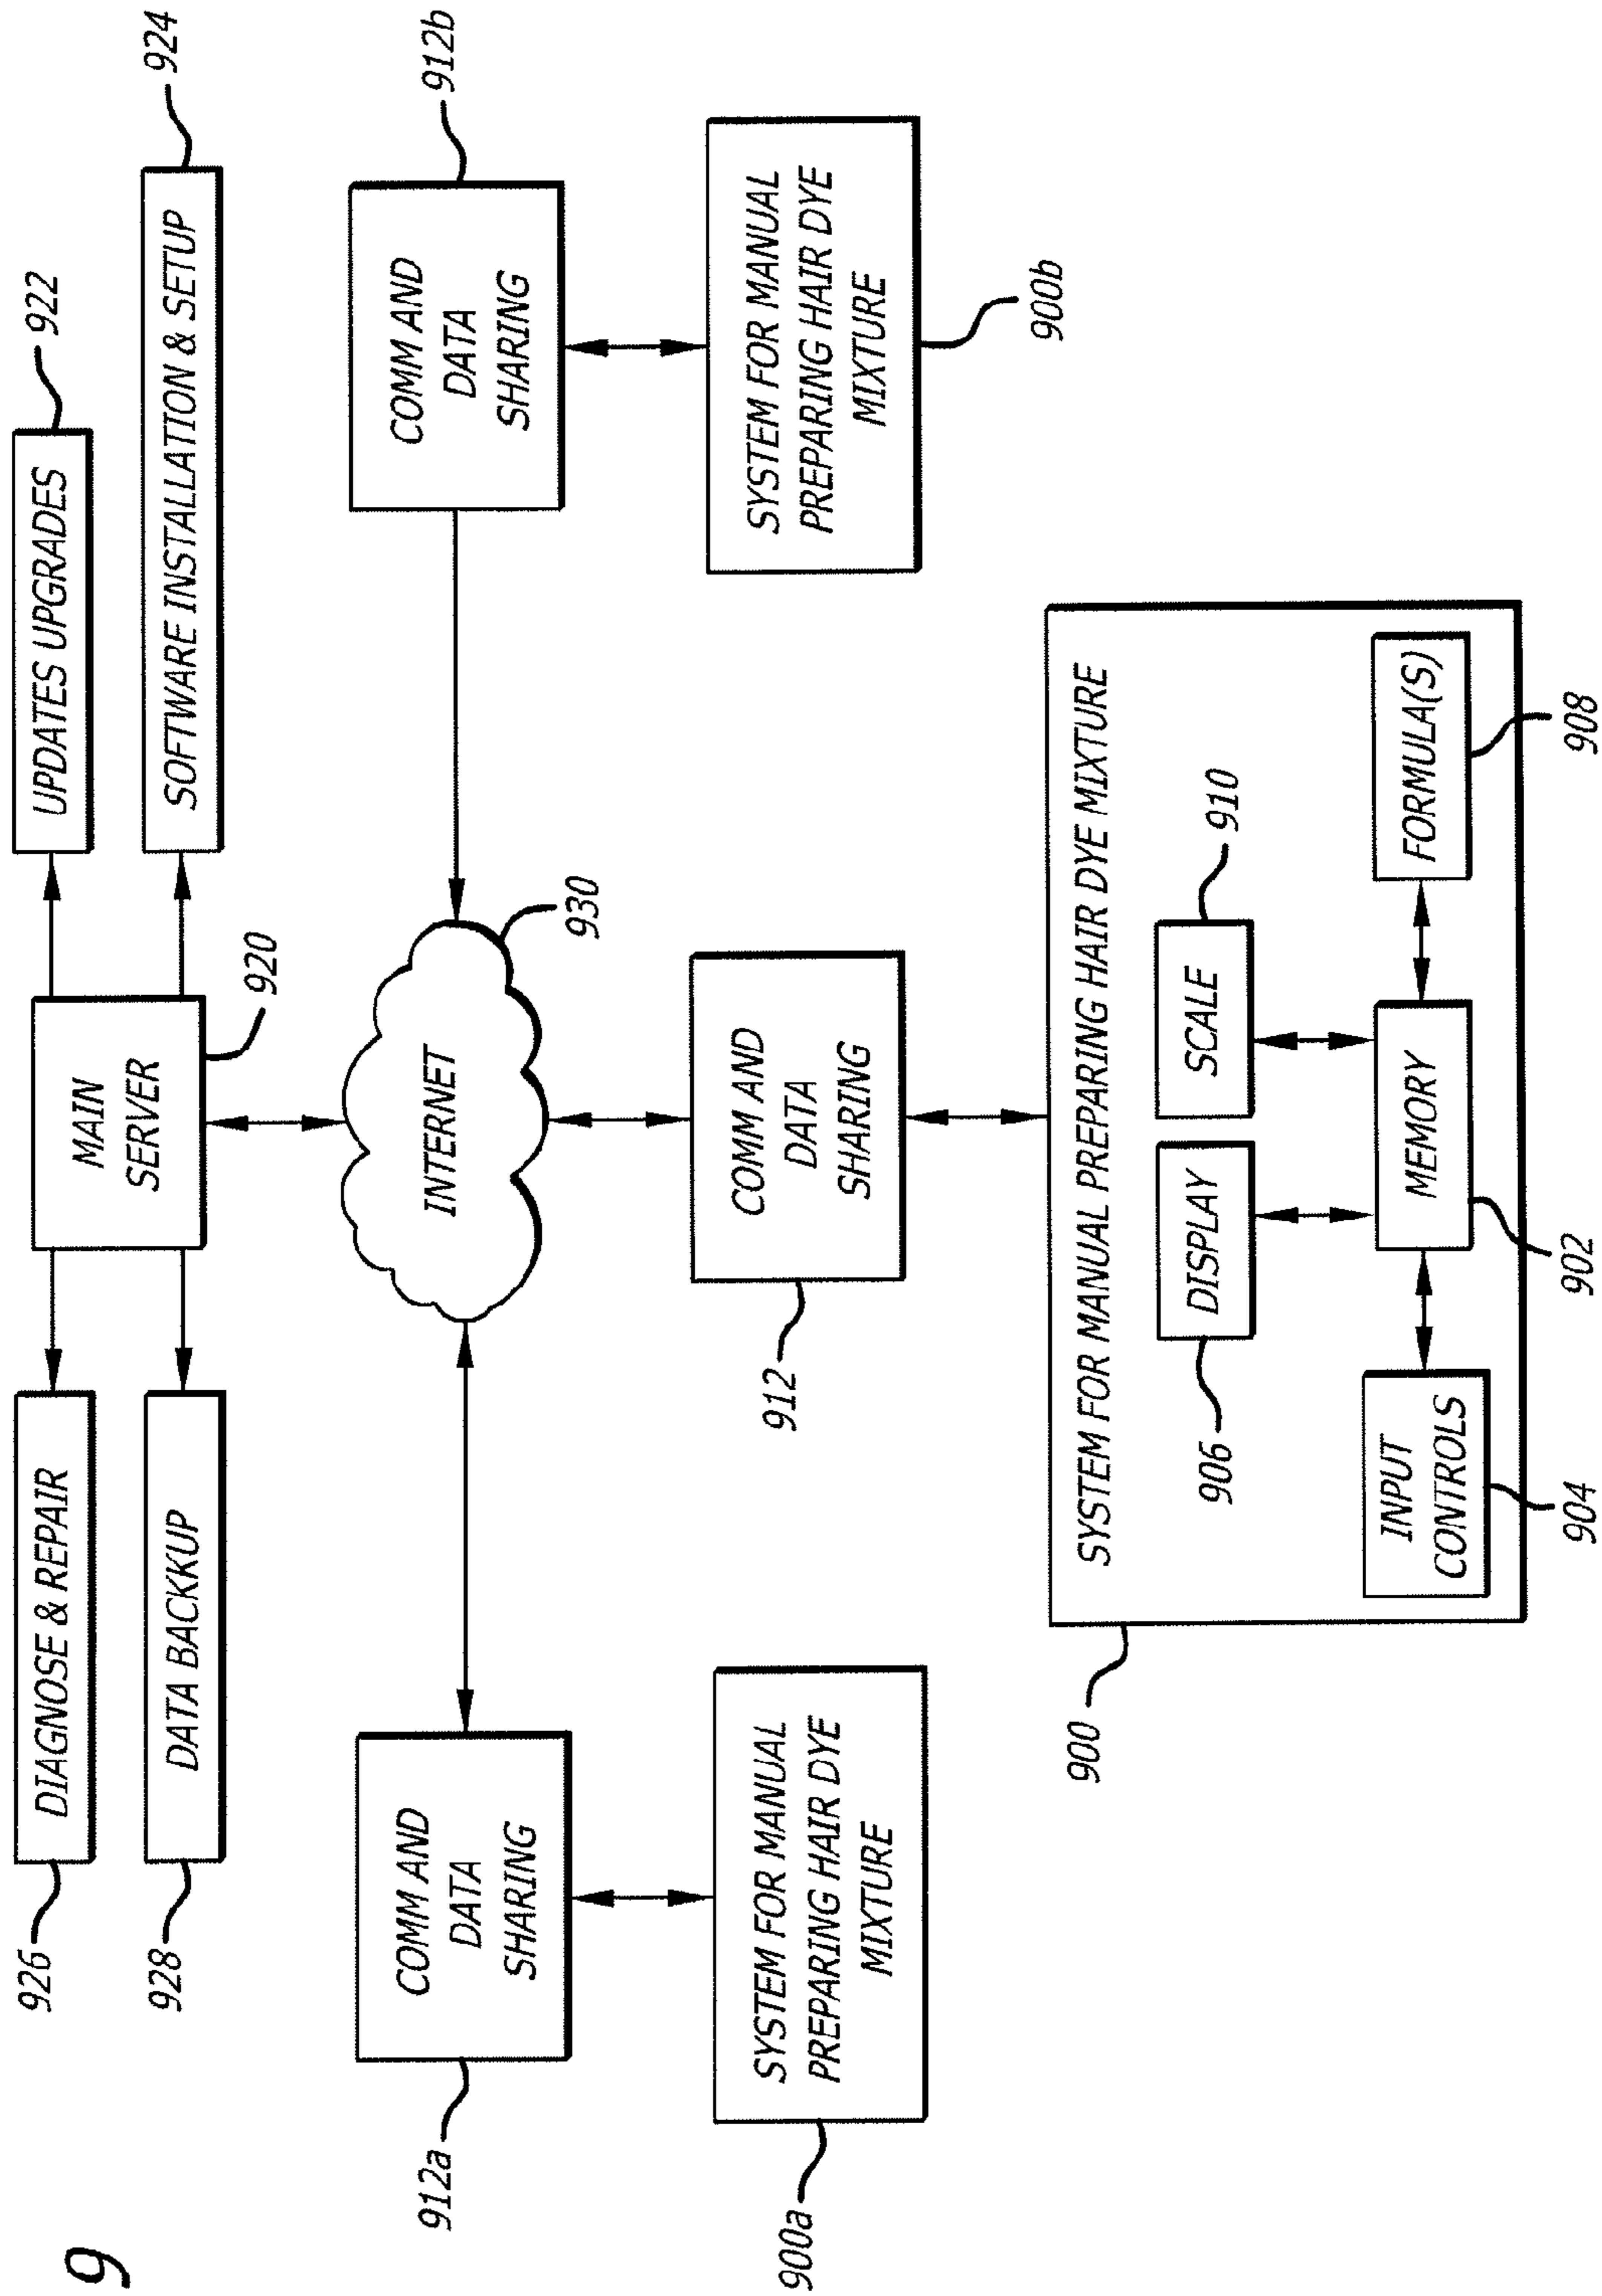 9
926
DIAGNOSE & REPAIR
928
DATA BACKKUP
MAIN
SERVER
920
UPDATES UPGRADES
922
SOFTWARE INSTALLATION & SETUP
924
912a
COMM AND
DATA
SHARING
INTERNET
930
COMM AND
DATA
SHARING
912b
900a
SYSTEM FOR MANUAL
PREPARING HAIR DYE
MIXTURE
912
COMM AND
DATA
SHARING
SYSTEM FOR MANUAL
PREPARING HAIR DYE
MIXTURE
900b
900
SYSTEM FOR MANUAL PREPARING HAIR DYE MIXTURE
906
DISPLAY
SCALE
910
INPUT
CONTROLS
904
MEMORY
902
FORMULA(S)
908